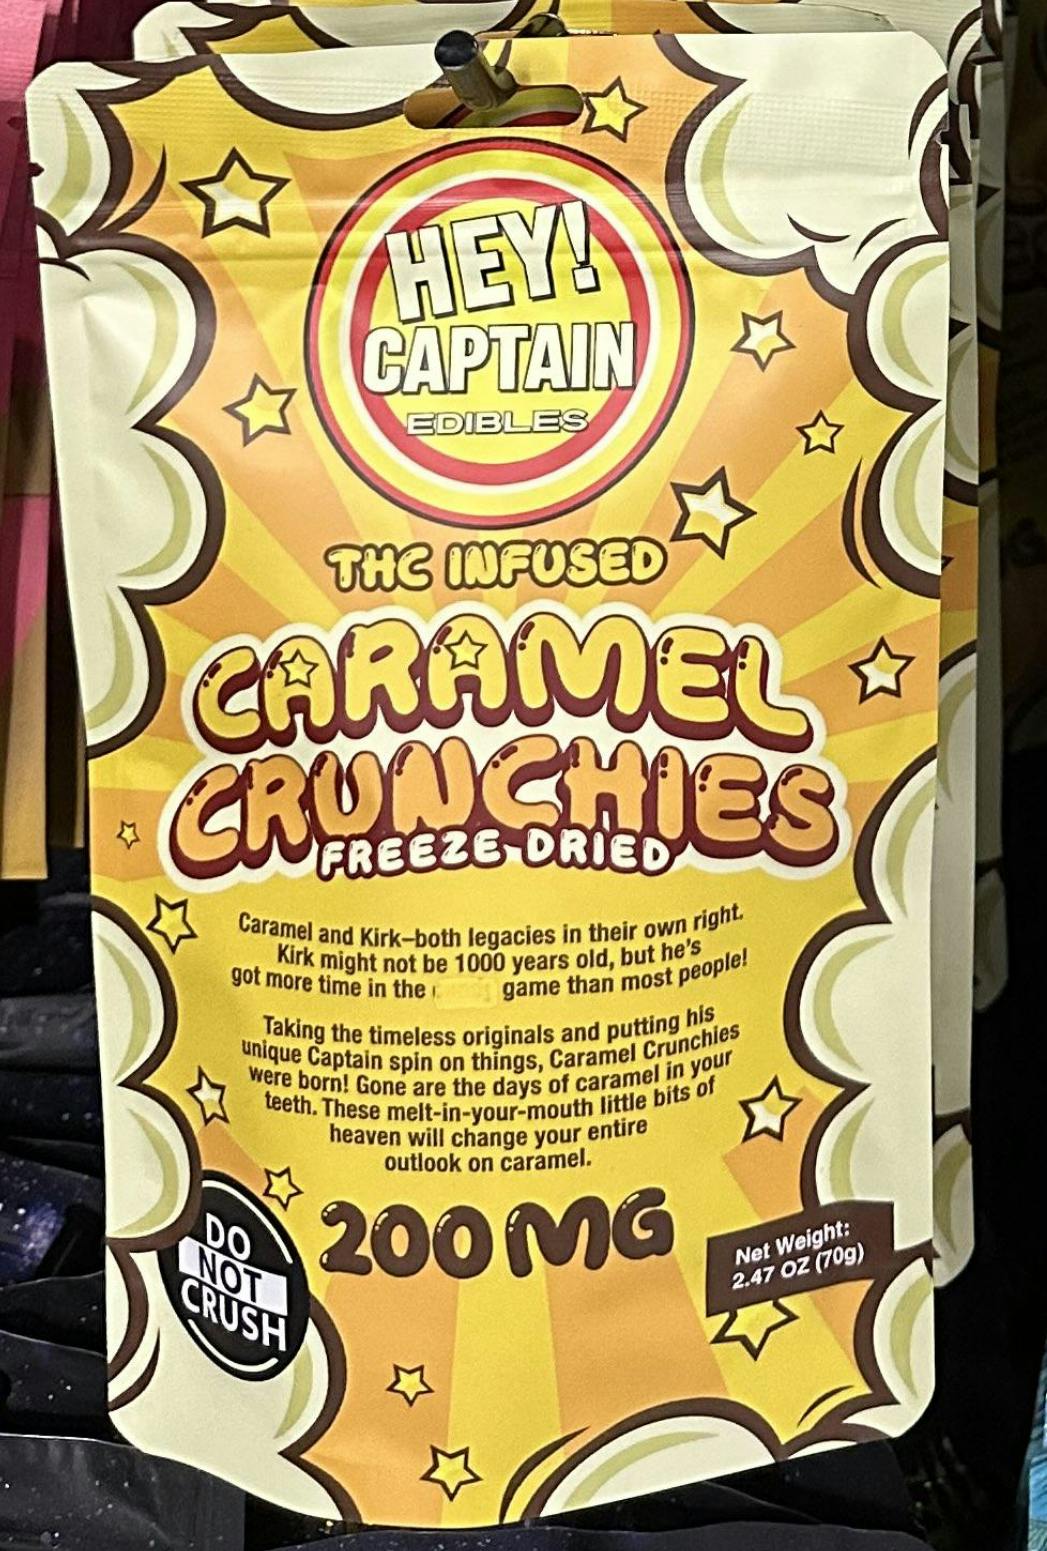 HEY!
CAPTAIN
EDIBLES
THC INFUSED
CARAMEL
CRUNCHIES
FREEZE DRIED
Caramel and Kirk–both legacies in their own right.
Kirk might not be 1000 years old, but he's
got more time in the game than most people!
Taking the timeless originals and putting his
unique Captain spin on things, Caramel Crunchies
were born! Gone are the days of caramel in your
teeth. These melt-in-your-mouth little bits of
heaven will change your entire
outlook on caramel.
200MG
DO
NOT
CRUSH
Net Weight:
2.47 OZ (70g)